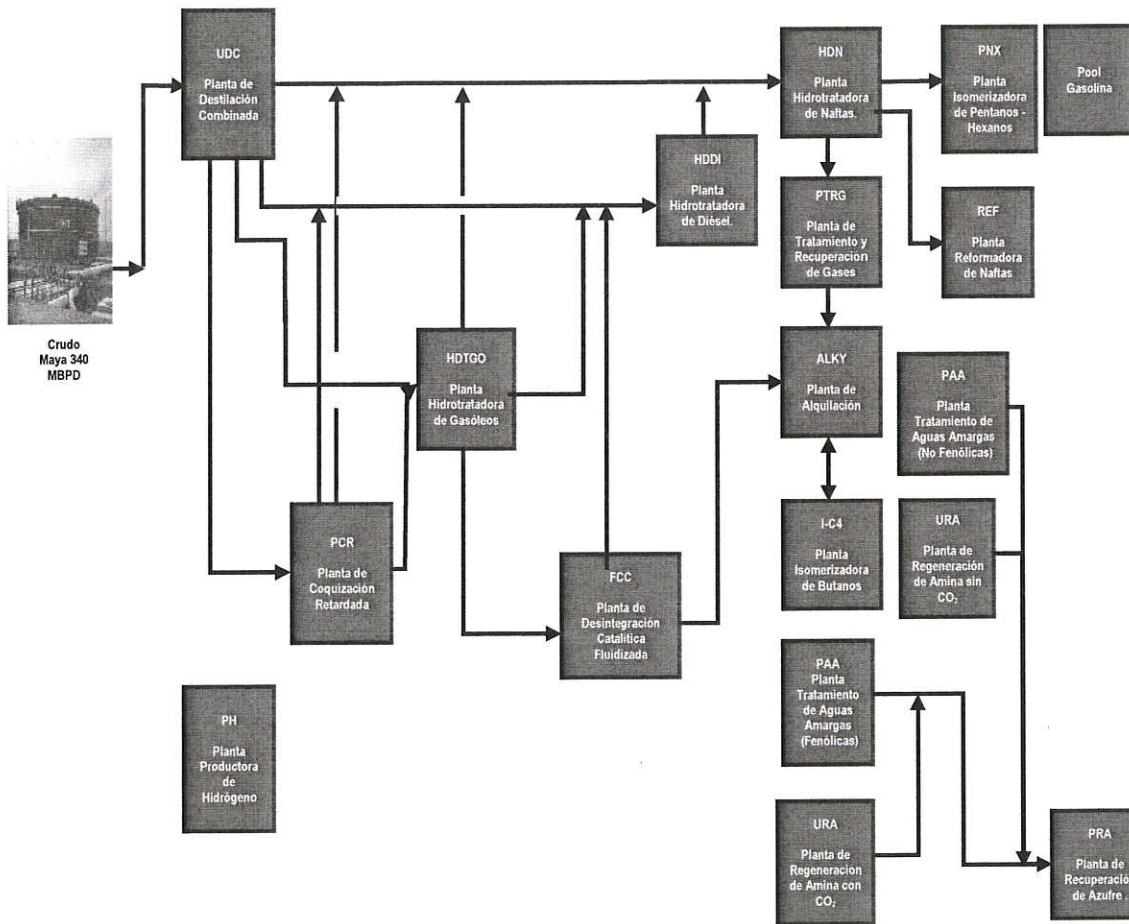 UDC
Planta de
Destilación
Combinada
HDN
Planta
Hidrotratadora
de Naftas.
PNX
Planta
Isomerizadora
de Pentanos -
Hexanos
Pool
Gasolina
HDDI
Planta
Hidrotratadora
de Diésel.
PTRG
Planta de
Tratamiento y
Recuperación
de Gases
REF
Planta
Reformadora
de Naftas
Crudo
Maya 340
MBPD
HDTGO
Planta
Hidrotratadora
de Gasóleos
ALKY
Planta de
Alquilación
PAA
Planta
Tratamiento de
Aguas Amargas
(No Fenólicas)
PCR
Planta de
Coquización
Retardada
FCC
Planta de
Desintegración
Catalítica
Fluidizada
I-C4
Planta
Isomerizadora
de Butanos
URA
Planta de
Regeneración
de Amina sin
CO₂
PH
Planta
Productora
de
Hidrógeno
PAA
Planta
Tratamiento
de Aguas
Amargas
(Fenólicas)
URA
Planta de
Regeneración
de Amina con
CO₂
PRA
Planta de
Recuperación
de Azufre